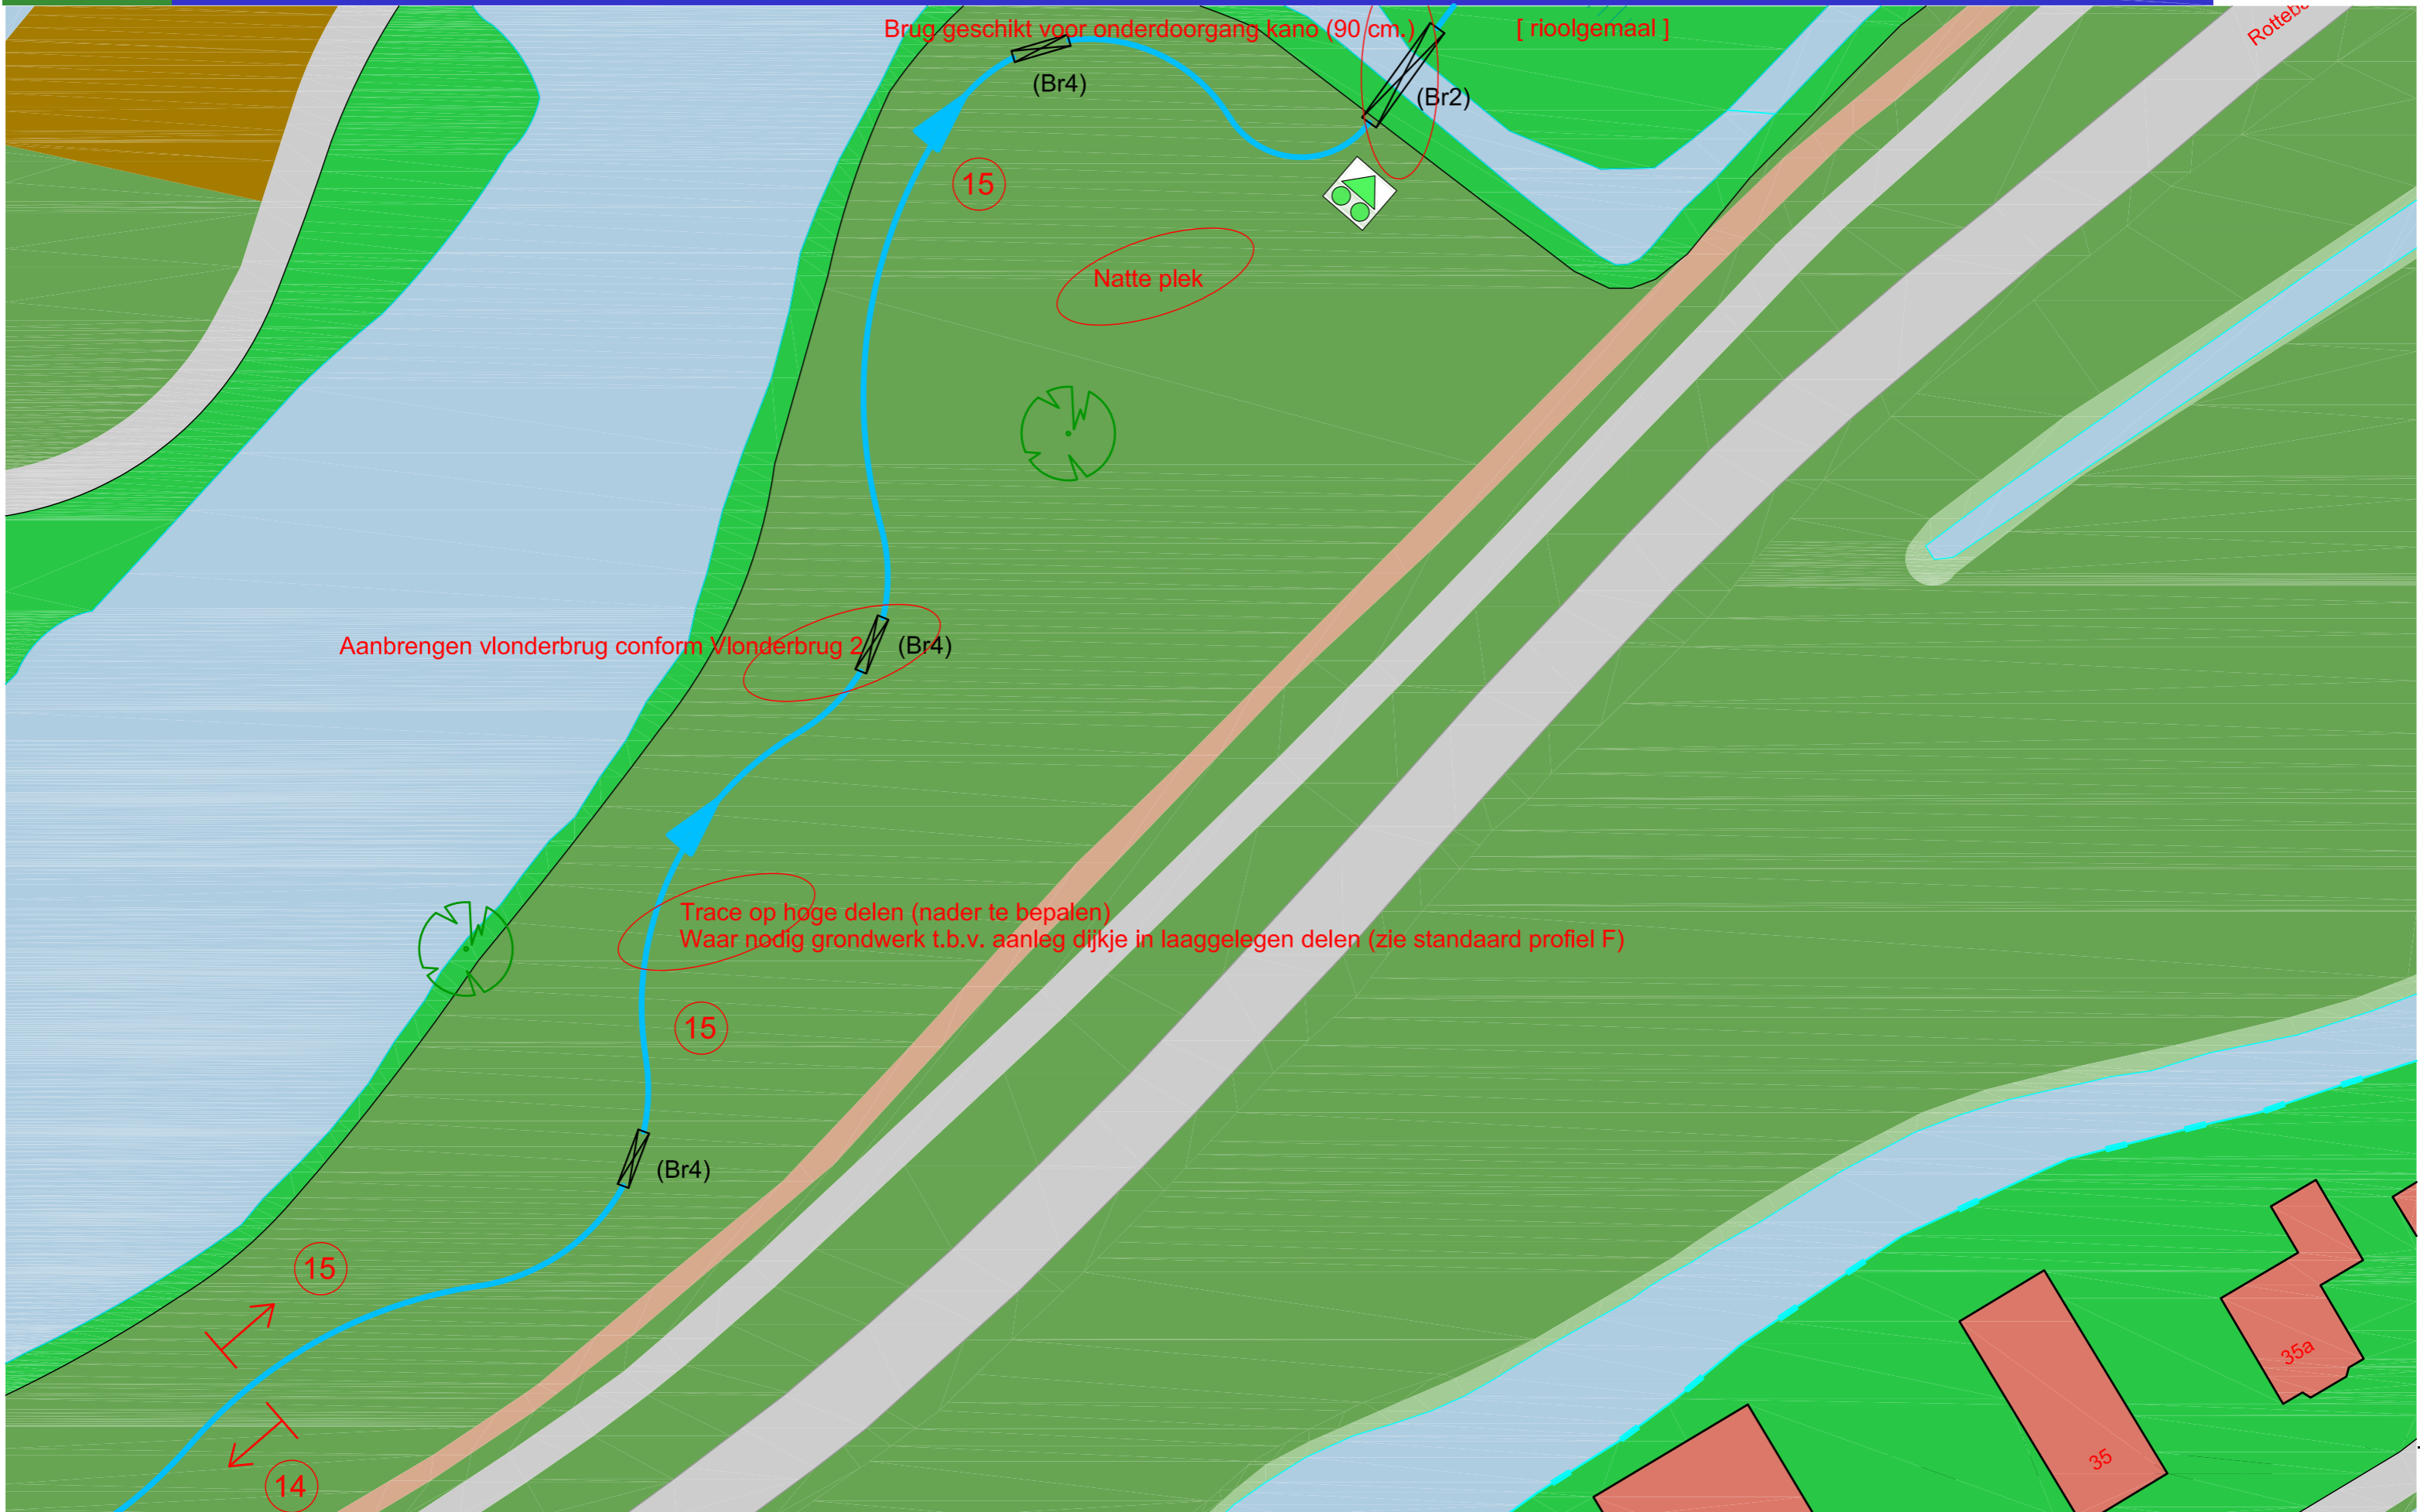 Brug geschikt voor onderdoorgang kano (90 cm.)
[ rioolgemaal ]
(Br4)
(Br2)
15
Natte plek
Aanbrengen vlonderbrug conform Vlonderbrug 2
(Br4)
Trace op hoge delen (nader te bepalen)
Waar nodig grondwerk t.b.v. aanleg dijkje in laaggelegen delen (zie standaard profiel F)
15
(Br4)
15
35a
35
14